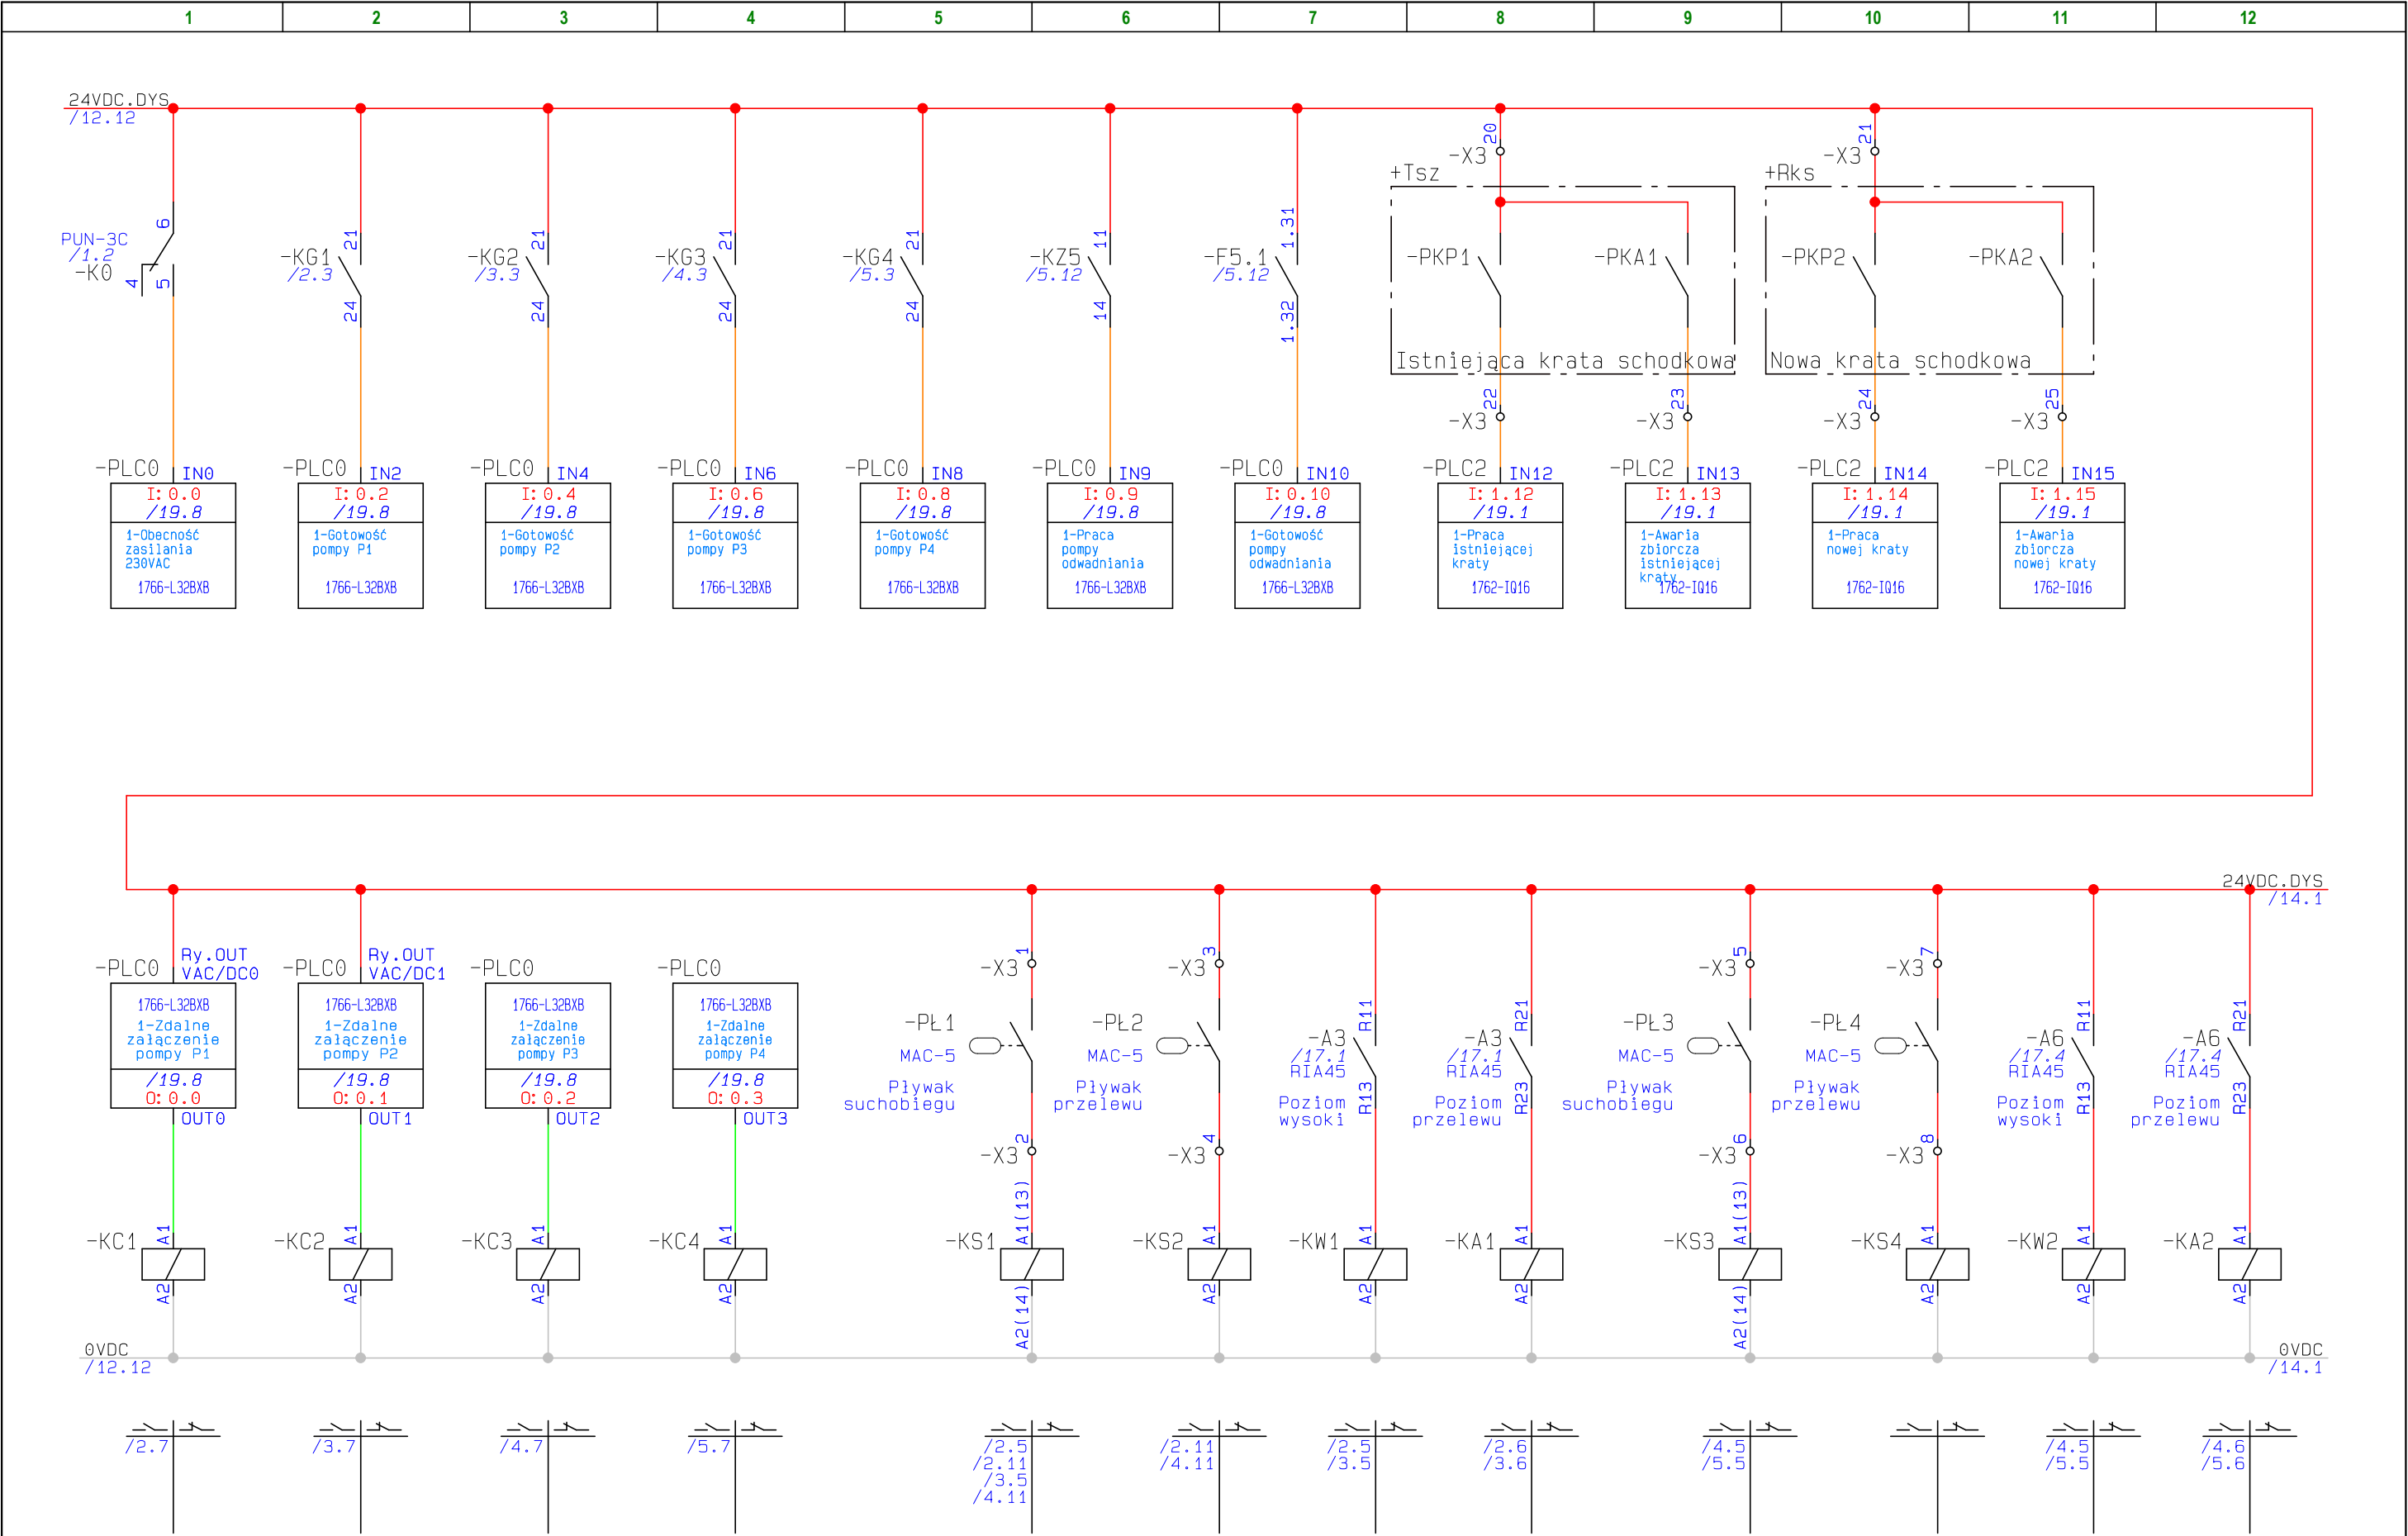 1 2 3 4 5 6 7 8 9 10 11 12
24VDC.DYS
/12.12
PUN-3C
/1.2
-K0
6
4
5
-KG1
/2.3
21
24
-KG2
/3.3
21
24
-KG3
/4.3
21
24
-KG4
/5.3
21
24
-KZ5
/5.12
11
14
-F5.1
/5.12
1.31
1.32
-X3
20
+Tsz
-PKP1
-PKA1
Istniejąca krata schodkowa
-X3
22
-X3
23
-X3
21
+Rks
-PKP2
-PKA2
Nowa krata schodkowa
-X3
24
-X3
25
-PLC0 IN0
I:0.0
/19.8
1-Obecność
zasilania
230VAC
1766-L32BXB
-PLC0 IN2
I:0.2
/19.8
1-Gotowość
pompy P1
1766-L32BXB
-PLC0 IN4
I:0.4
/19.8
1-Gotowość
pompy P2
1766-L32BXB
-PLC0 IN6
I:0.6
/19.8
1-Gotowość
pompy P3
1766-L32BXB
-PLC0 IN8
I:0.8
/19.8
1-Gotowość
pompy P4
1766-L32BXB
-PLC0 IN9
I:0.9
/19.8
1-Praca
pompy
odwadniania
1766-L32BXB
-PLC0 IN10
I:0.10
/19.8
1-Gotowość
pompy
odwadniania
1766-L32BXB
-PLC2 IN12
I:1.12
/19.1
1-Praca
istniejącej
kraty
1762-IQ16
-PLC2 IN13
I:1.13
/19.1
1-Awaria
zbiorcza
istniejącej
kraty
1762-IQ16
-PLC2 IN14
I:1.14
/19.1
1-Praca
nowej kraty
1762-IQ16
-PLC2 IN15
I:1.15
/19.1
1-Awaria
zbiorcza
nowej kraty
1762-IQ16
24VDC.DYS
/14.1
-PLC0
Ry.OUT
VAC/DC0
1766-L32BXB
1-Zdalne
załączenie
pompy P1
/19.8
O:0.0
OUT0
-PLC0
Ry.OUT
VAC/DC1
1766-L32BXB
1-Zdalne
załączenie
pompy P2
/19.8
O:0.1
OUT1
-PLC0
1766-L32BXB
1-Zdalne
załączenie
pompy P3
/19.8
O:0.2
OUT2
-PLC0
1766-L32BXB
1-Zdalne
załączenie
pompy P4
/19.8
O:0.3
OUT3
-X3
1
-PŁ1
MAC-5
Pływak
suchobiegu
-X3
2
-X3
3
-PŁ2
MAC-5
Pływak
przelewu
-X3
4
R11
-A3
/17.1
RIA45
Poziom
wysoki
R13
R21
-A3
/17.1
RIA45
Poziom
przelewu
R23
-X3
5
-PŁ3
MAC-5
Pływak
suchobiegu
-X3
6
-X3
7
-PŁ4
MAC-5
Pływak
przelewu
-X3
8
R11
-A6
/17.4
RIA45
Poziom
wysoki
R13
R21
-A6
/17.4
RIA45
Poziom
przelewu
R23
-KC1
A1
A2
-KC2
A1
A2
-KC3
A1
A2
-KC4
A1
A2
-KS1
A1(13)
A2(14)
-KS2
A1
A2
-KW1
A1
A2
-KA1
A1
A2
-KS3
A1(13)
A2(14)
-KS4
A1
A2
-KW2
A1
A2
-KA2
A1
A2
0VDC
/12.12
0VDC
/14.1
/2.7
/3.7
/4.7
/5.7
/2.5
/2.11
/3.5
/4.11
/2.11
/4.11
/2.5
/3.5
/2.6
/3.6
/4.5
/5.5
/4.5
/5.5
/4.6
/5.6